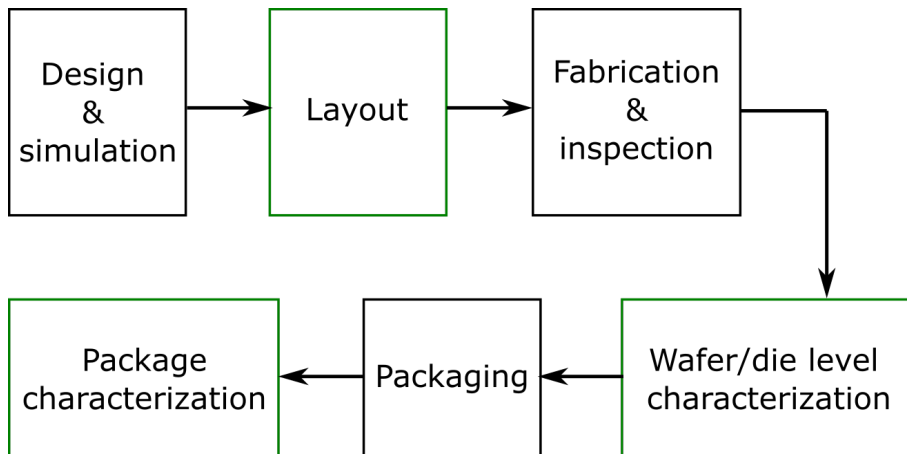 Design
&
simulation
Layout
Fabrication
&
inspection
Wafer/die level
characterization
Packaging
Package
characterization